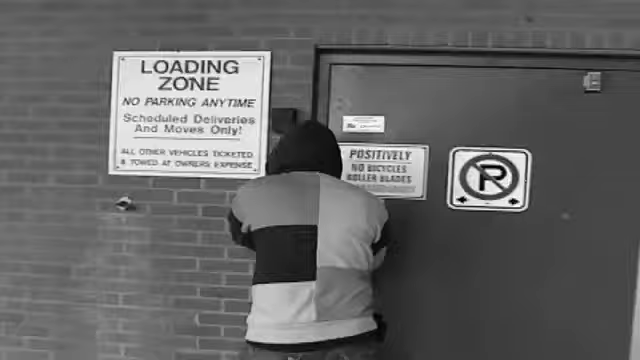 LOADING
ZONE
NO PARKING ANYTIME
Scheduled Deliveries
And Moves Only!
ALL OTHER VEHICLES TICKETED
& TOWED AT OWNERS EXPENSE
POSITIVELY
NO BICYCLES
ROLLER BLADES
P